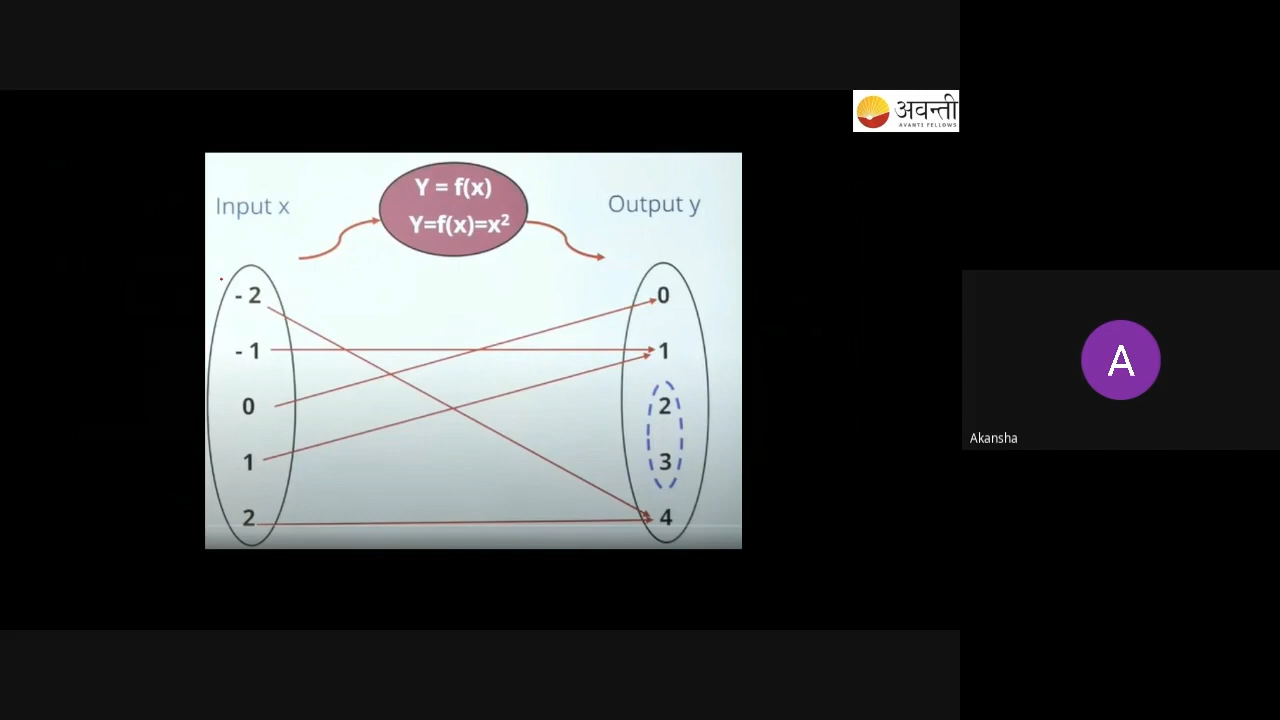 अवन्ती
AVANTI FELLOWS
Y = f(x)
Y=f(x)=x²
Input x
Output y
- 2
0
- 1
1
0
2
1
3
2
4
A
Akansha